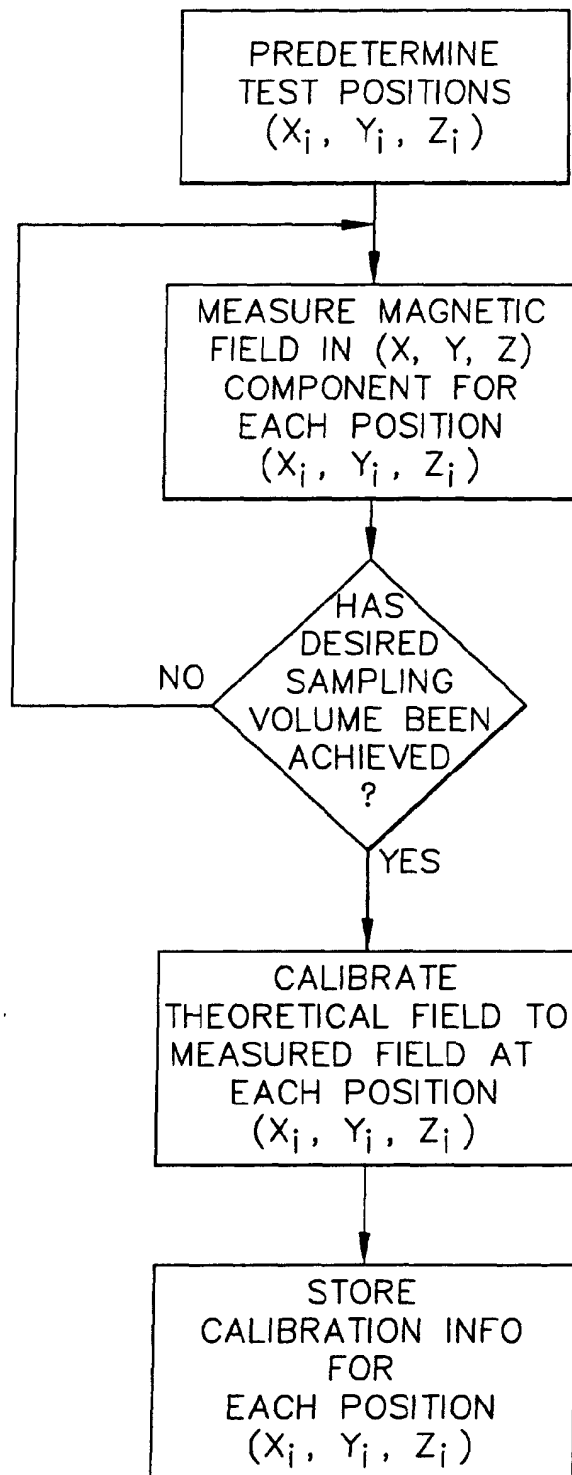 PREDETERMINE
TEST POSITIONS
(Xi, Yi, Zi)
MEASURE MAGNETIC
FIELD IN (X, Y, Z)
COMPONENT FOR
EACH POSITION
(Xi, Yi, Zi)
HAS
DESIRED
SAMPLING
VOLUME BEEN
ACHIEVED
?
NO
YES
CALIBRATE
THEORETICAL FIELD TO
MEASURED FIELD AT
EACH POSITION
(Xi, Yi, Zi)
STORE
CALIBRATION INFO
FOR
EACH POSITION
(Xi, Yi, Zi)